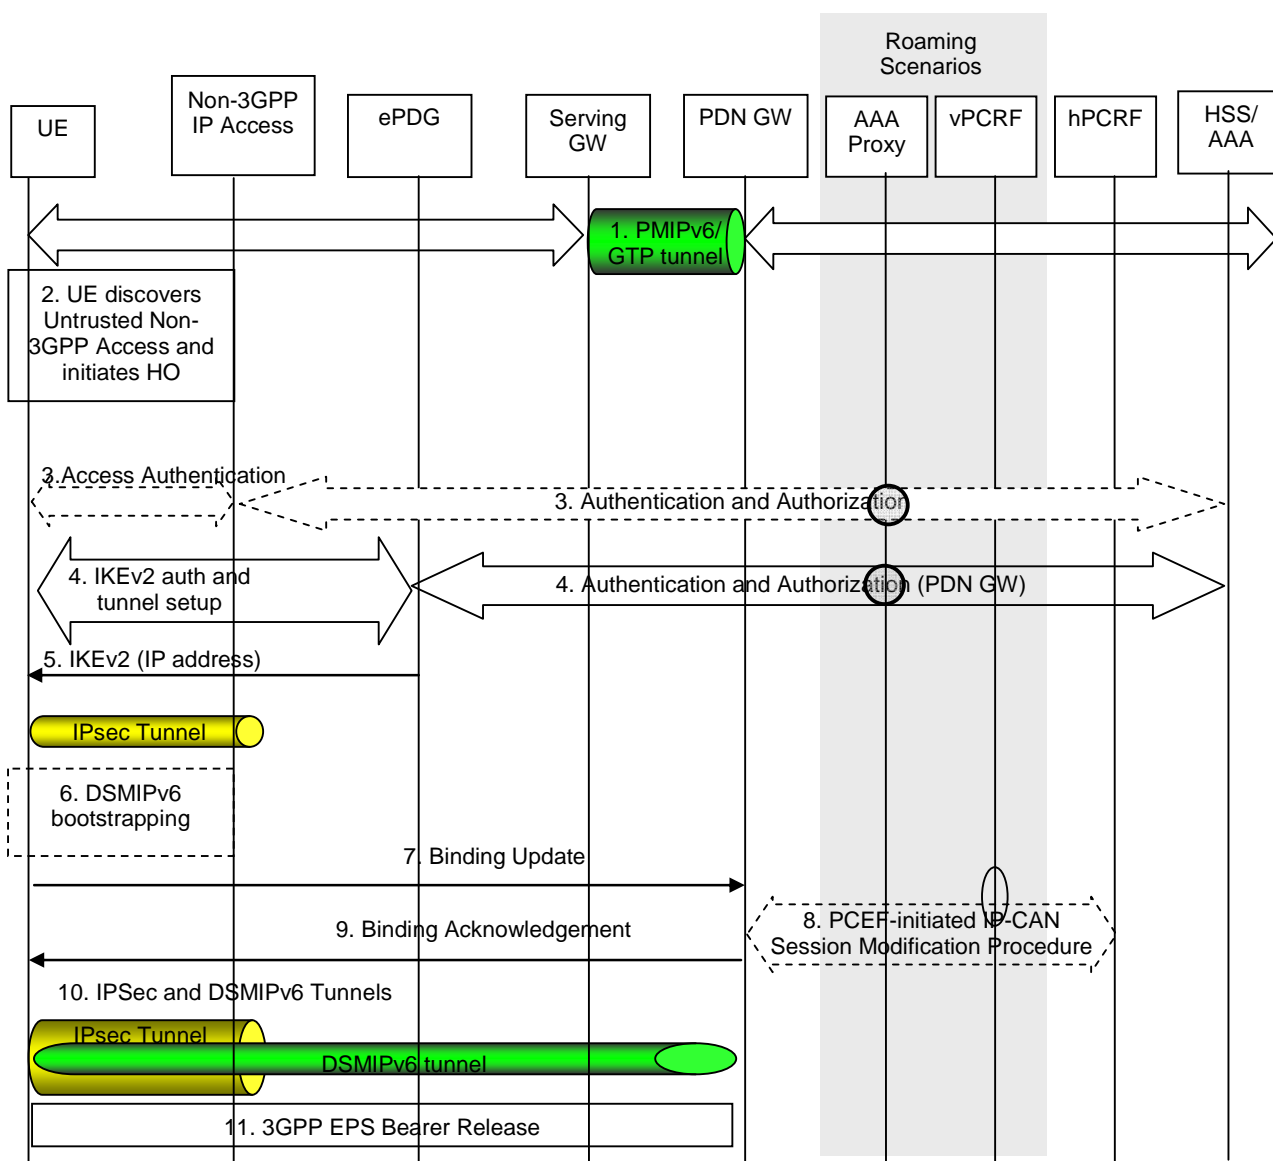 Roaming
Scenarios
UE
Non-3GPP
IP Access
ePDG
Serving
GW
PDN GW
AAA
Proxy
vPCRF
hPCRF
HSS/
AAA
1. PMIPv6/
GTP tunnel
2. UE discovers
Untrusted Non-
3GPP Access and
initiates HO
3.Access Authentication
3. Authentication and Authorization
4. IKEv2 auth and
tunnel setup
4. Authentication and Authorization (PDN GW)
5. IKEv2 (IP address)
IPsec Tunnel
6. DSMIPv6
bootstrapping
7. Binding Update
8. PCEF-initiated IP-CAN
Session Modification Procedure
9. Binding Acknowledgement
10. IPSec and DSMIPv6 Tunnels
IPsec Tunnel
DSMIPv6 tunnel
11. 3GPP EPS Bearer Release